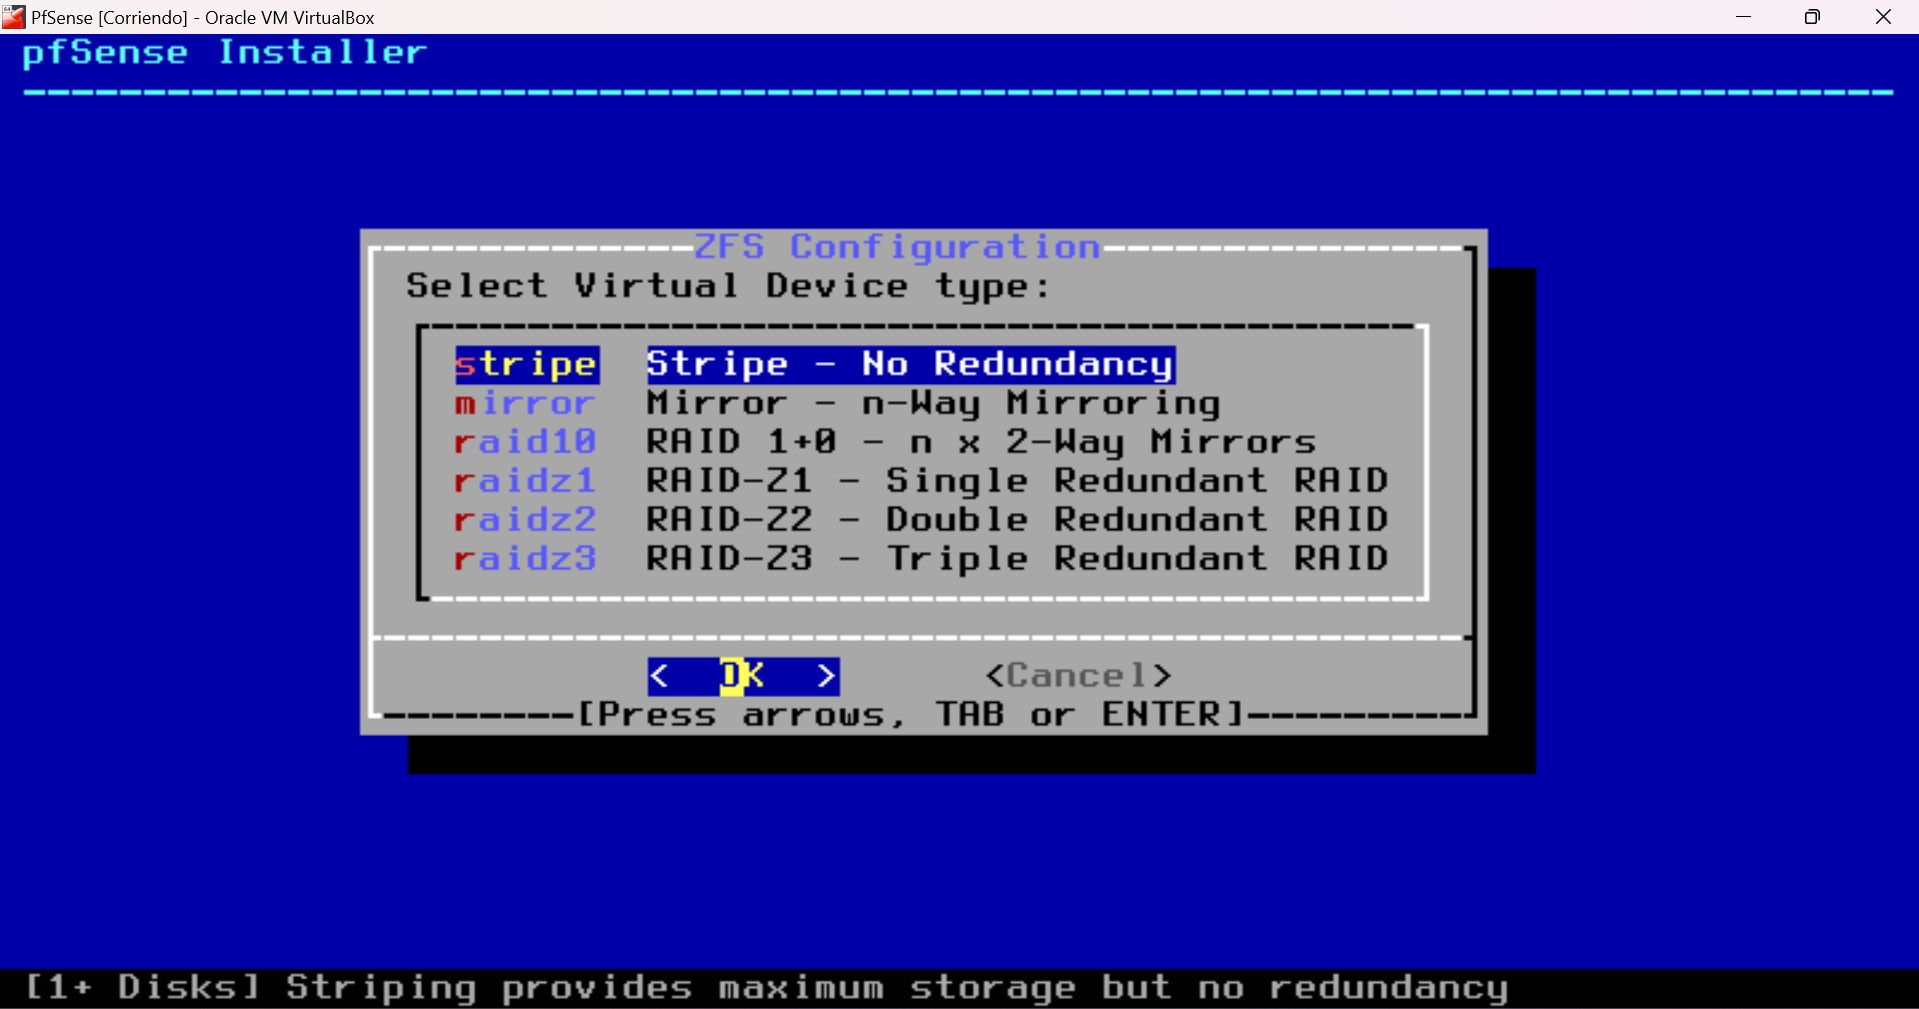 PfSense [Corriendo] - Oracle VM VirtualBox
pfSense Installer
ZFS Configuration
Select Virtual Device type:
stripe Stripe - No Redundancy
mirror Mirror - n-Way Mirroring
raid10 RAID 1+0 - n x 2-Way Mirrors
raidz1 RAID-Z1 - Single Redundant RAID
raidz2 RAID-Z2 - Double Redundant RAID
raidz3 RAID-Z3 - Triple Redundant RAID
< OK > <Cancel>
[Press arrows, TAB or ENTER]
[1+ Disks] Striping provides maximum storage but no redundancy